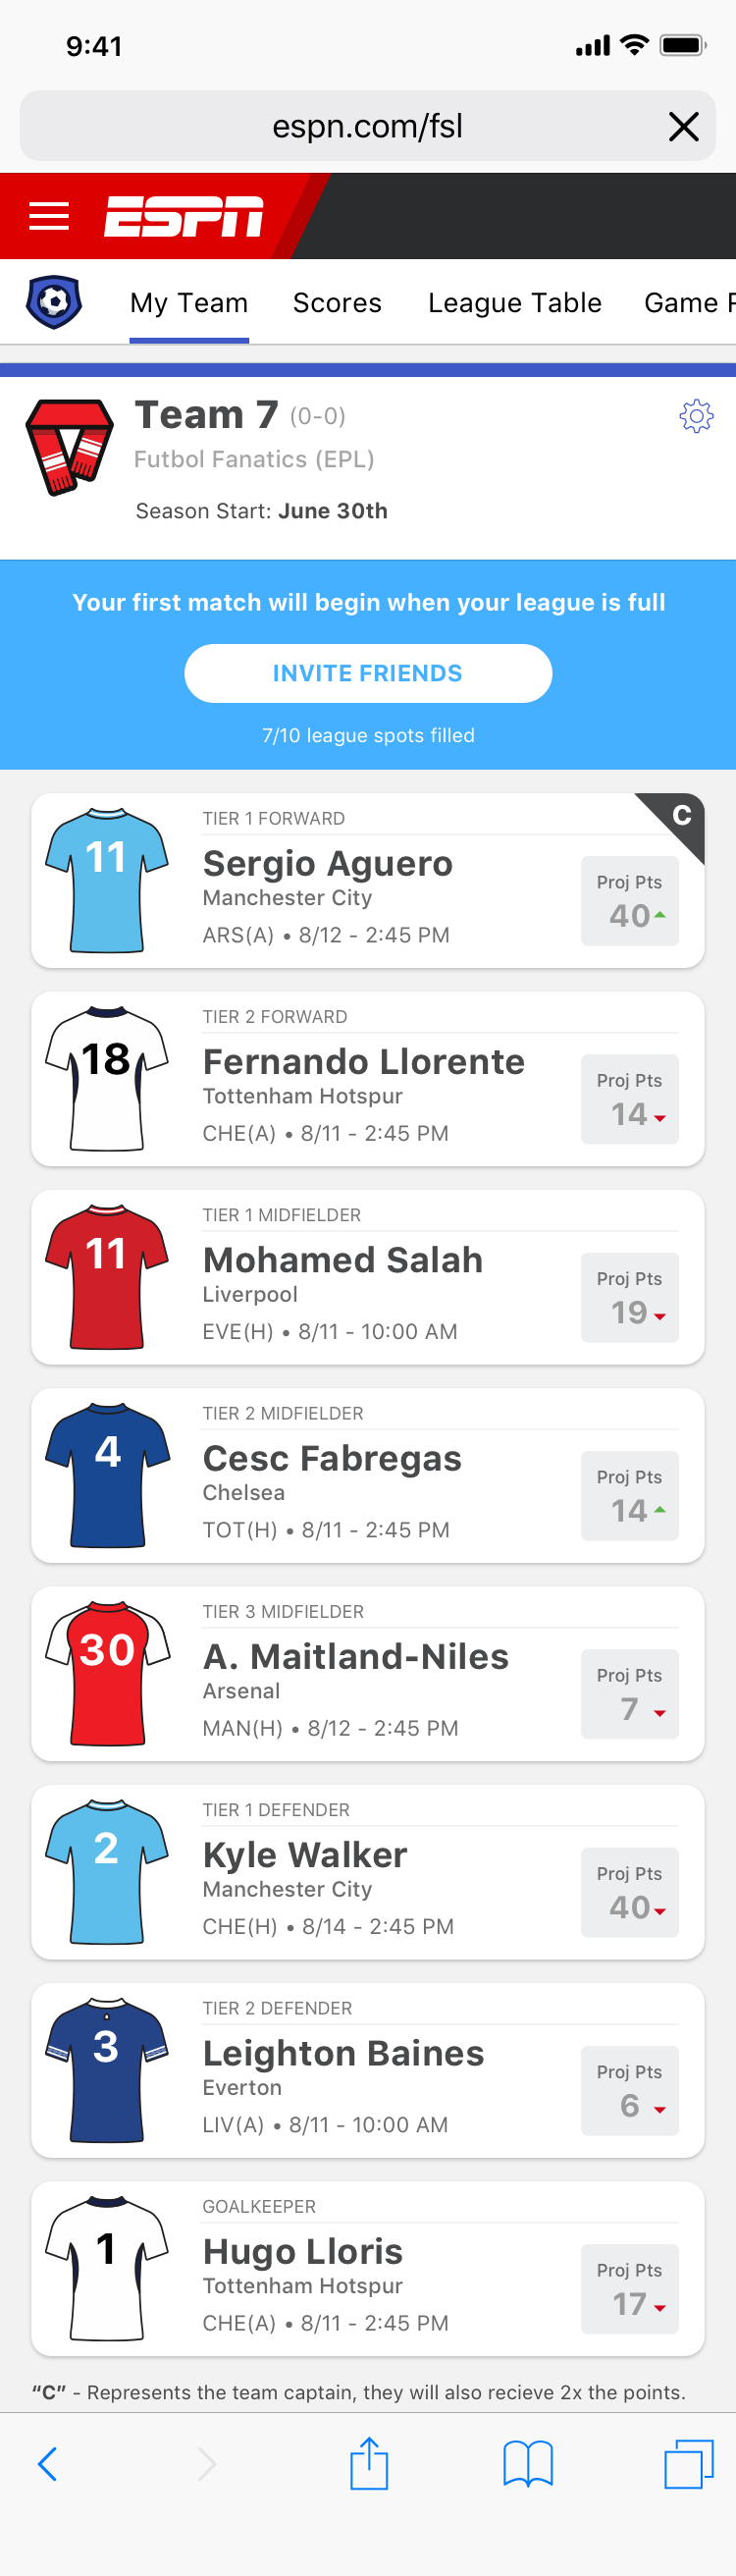 9:41
espn.com/fsl
ESPN
My Team Scores League Table Game F
Team 7 (0-0)
Futbol Fanatics (EPL)
Season Start: June 30th
Your first match will begin when your league is full
INVITE FRIENDS
7/10 league spots filled
TIER 1 FORWARD
C
11
Sergio Aguero
Manchester City
ARS(A) • 8/12 - 2:45 PM
Proj Pts
40
TIER 2 FORWARD
18
Fernando Llorente
Tottenham Hotspur
CHE(A) • 8/11 - 2:45 PM
Proj Pts
14
TIER 1 MIDFIELDER
11
Mohamed Salah
Liverpool
EVE(H) • 8/11 - 10:00 AM
Proj Pts
19
TIER 2 MIDFIELDER
4
Cesc Fabregas
Chelsea
TOT(H) • 8/11 - 2:45 PM
Proj Pts
14
TIER 3 MIDFIELDER
30
A. Maitland-Niles
Arsenal
MAN(H) • 8/12 - 2:45 PM
Proj Pts
7
TIER 1 DEFENDER
2
Kyle Walker
Manchester City
CHE(H) • 8/14 - 2:45 PM
Proj Pts
40
TIER 2 DEFENDER
3
Leighton Baines
Everton
LIV(A) • 8/11 - 10:00 AM
Proj Pts
6
GOALKEEPER
1
Hugo Lloris
Tottenham Hotspur
CHE(A) • 8/11 - 2:45 PM
Proj Pts
17
“C” - Represents the team captain, they will also recieve 2x the points.